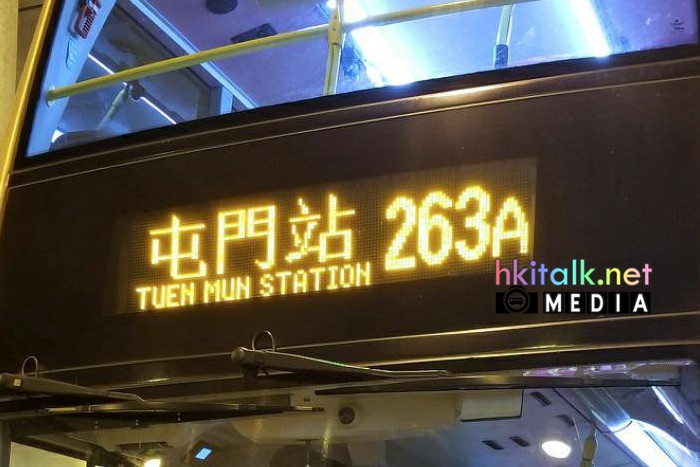 屯門站 263A
TUEN MUN STATION
hkitalk.net
MEDIA